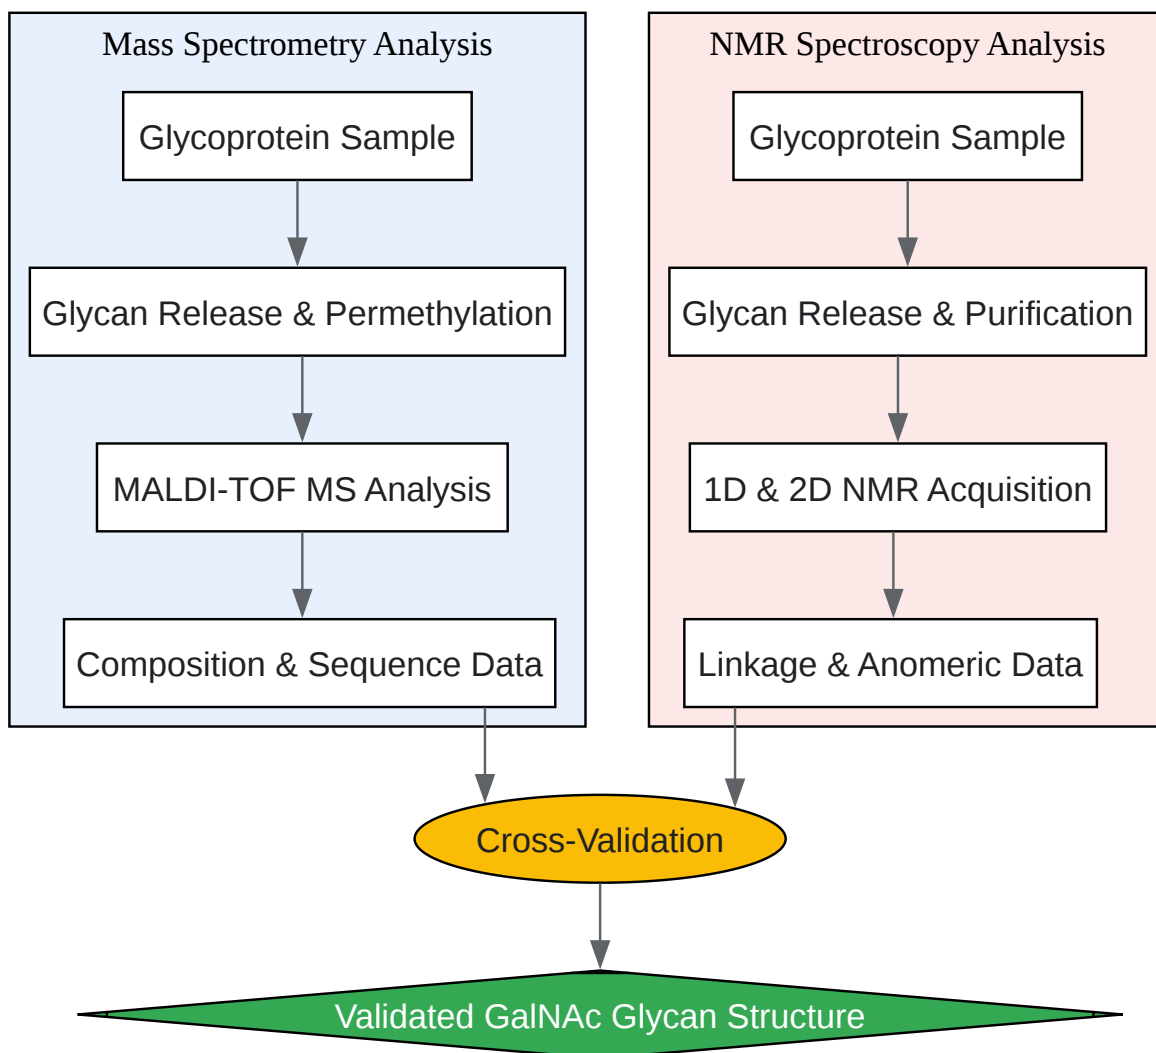 Mass Spectrometry Analysis
Glycoprotein Sample
Glycan Release & Permethylation
MALDI-TOF MS Analysis
Composition & Sequence Data
NMR Spectroscopy Analysis
Glycoprotein Sample
Glycan Release & Purification
1D & 2D NMR Acquisition
Linkage & Anomeric Data
Cross-Validation
Validated GalNAc Glycan Structure